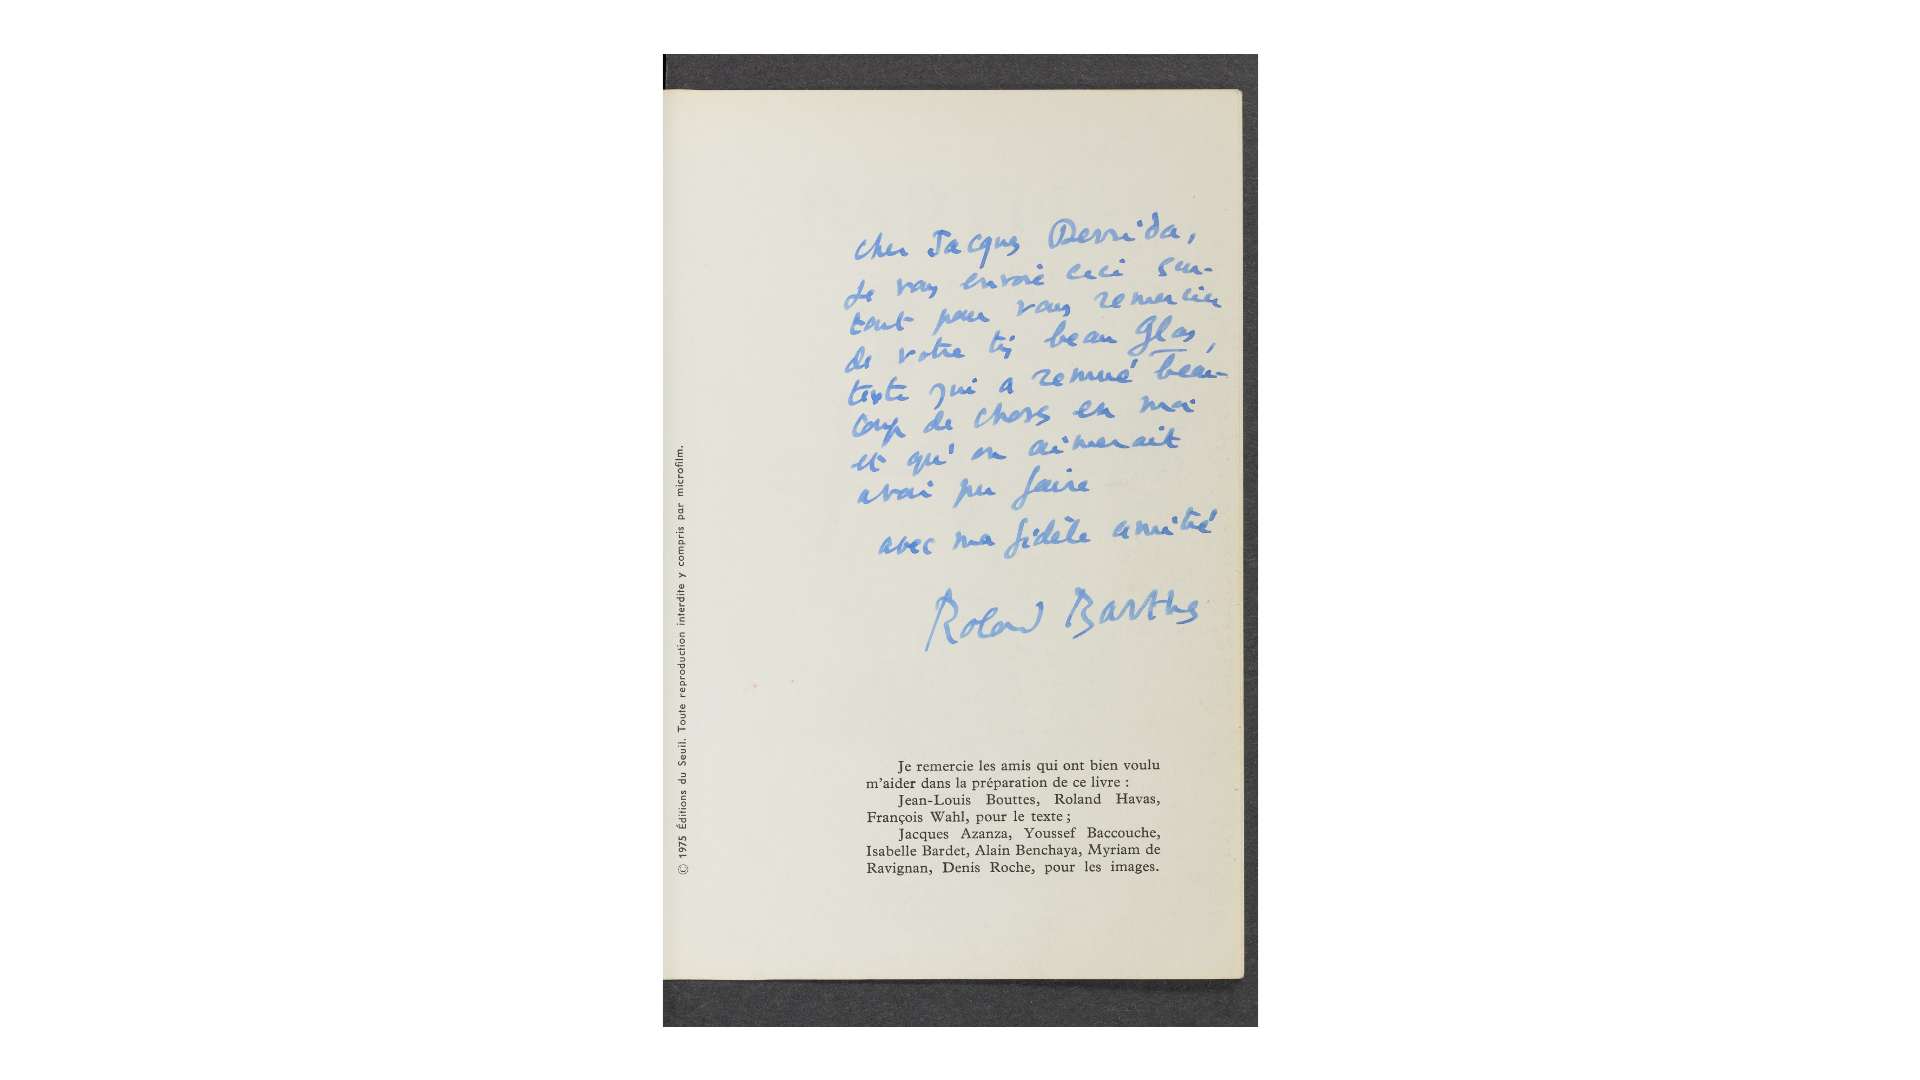 cher Jacques Derrida,
Je vous envoie ceci sur-
tout pour vous remercier
de votre très beau Glas,
texte qui a remué beau-
coup de choses en moi
et qu'on aimerait
avoir pu faire
avec ma fidèle amitié
Roland Barthes
© 1975 Éditions du Seuil. Toute reproduction interdite y compris par microfilm.
Je remercie les amis qui ont bien voulu
m'aider dans la préparation de ce livre :
Jean-Louis Bouttes, Roland Havas,
François Wahl, pour le texte ;
Jacques Azanza, Youssef Baccouche,
Isabelle Bardet, Alain Benchaya, Myriam de
Ravignan, Denis Roche, pour les images.